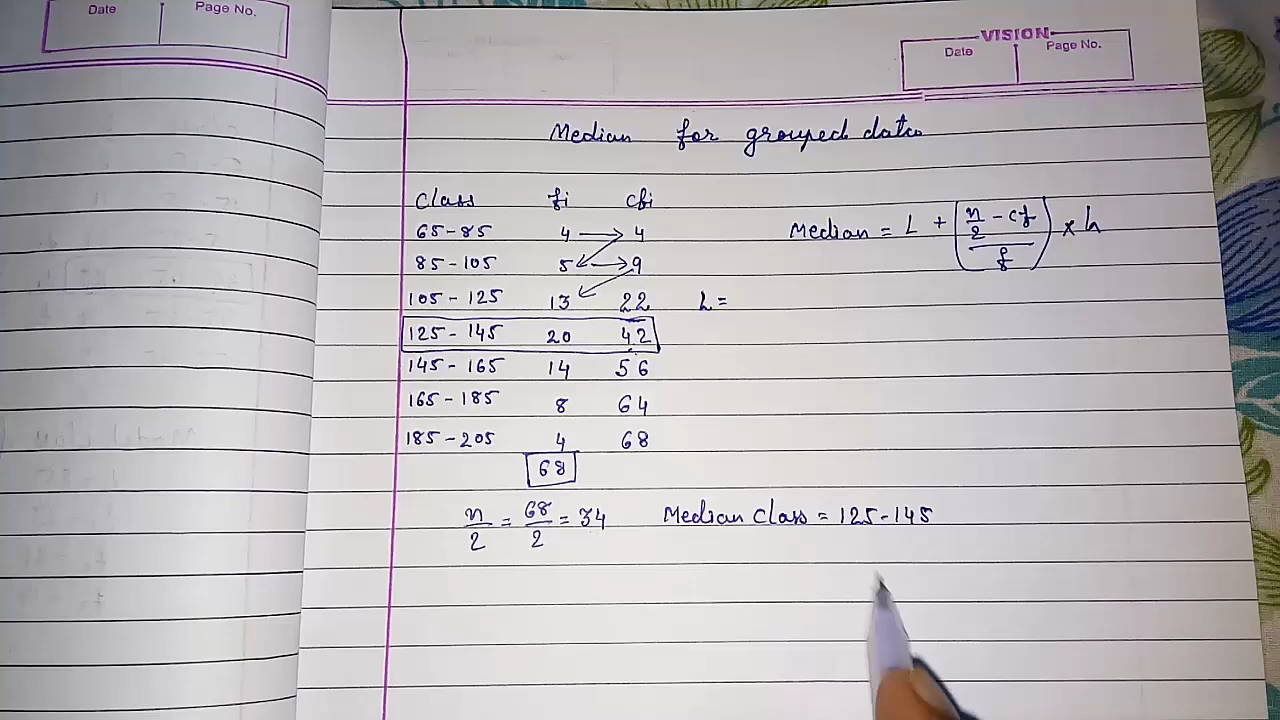 Date Page No.
VISION
Date Page No.
Median for grouped data
Class fi cfi
65-85 4 → 4
85-105 5 → 9
105-125 13 22
125-145 20 42
145-165 14 56
165-185 8 64
185-205 4 68
68
Median = L + (n/2 - cf / f) × h
L =
n/2 = 68/2 = 34 Median Class = 125-145